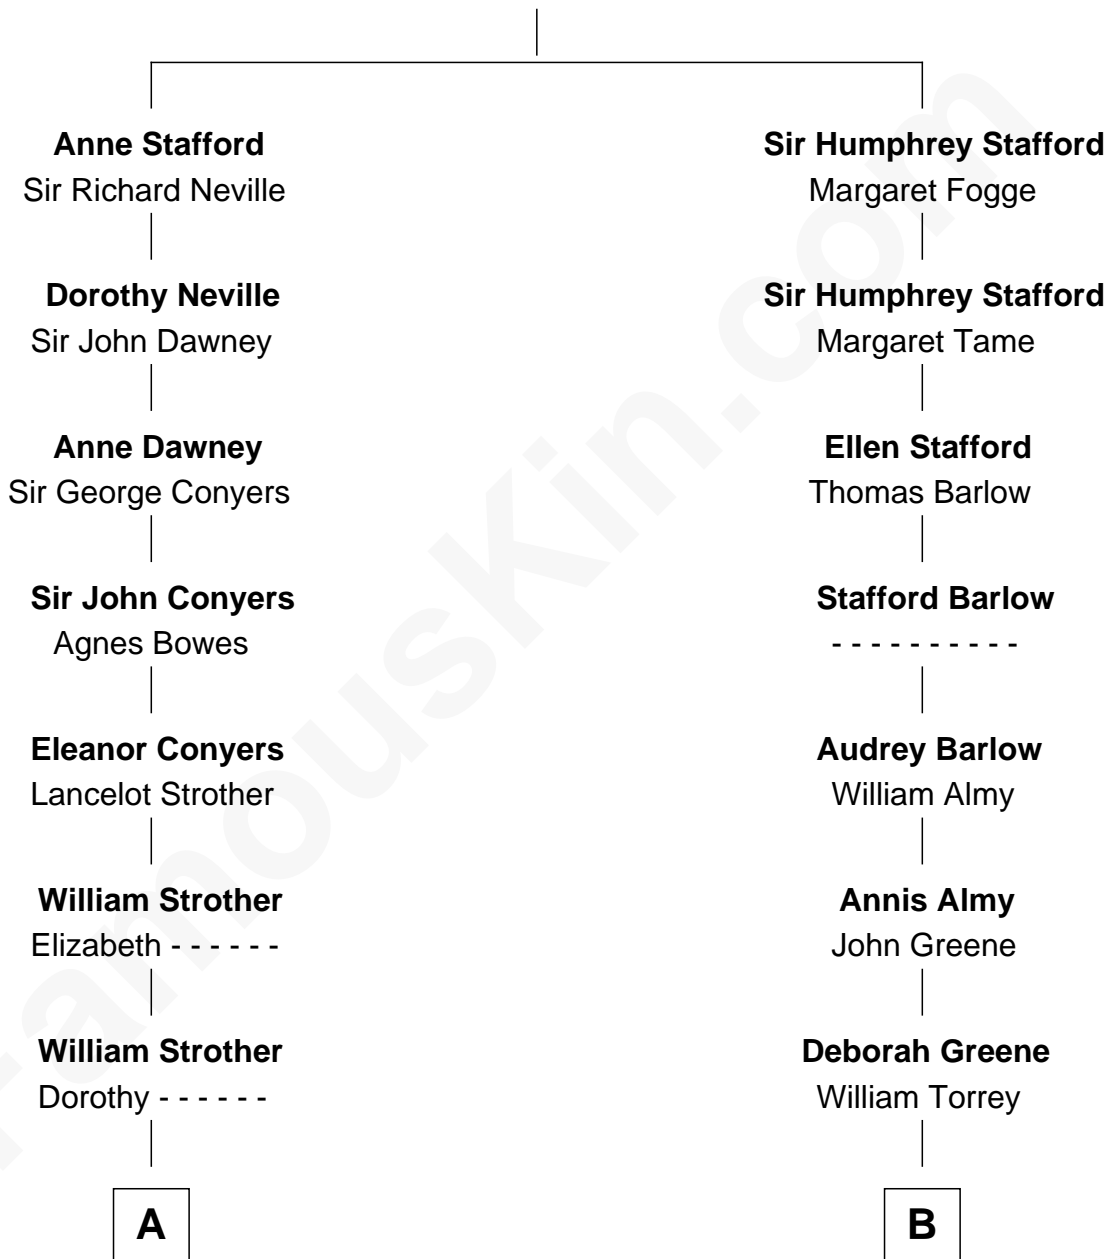 Anne Stafford
Sir Richard Neville
Dorothy Neville
Sir John Dawney
Anne Dawney
Sir George Conyers
Sir John Conyers
Agnes Bowes
Eleanor Conyers
Lancelot Strother
William Strother
Elizabeth - - - - - -
William Strother
Dorothy - - - - - -
A
Sir Humphrey Stafford
Margaret Fogge
Sir Humphrey Stafford
Margaret Tame
Ellen Stafford
Thomas Barlow
Stafford Barlow
- - - - - - - - - -
Audrey Barlow
William Almy
Annis Almy
John Greene
Deborah Greene
William Torrey
B
FamousKin.com